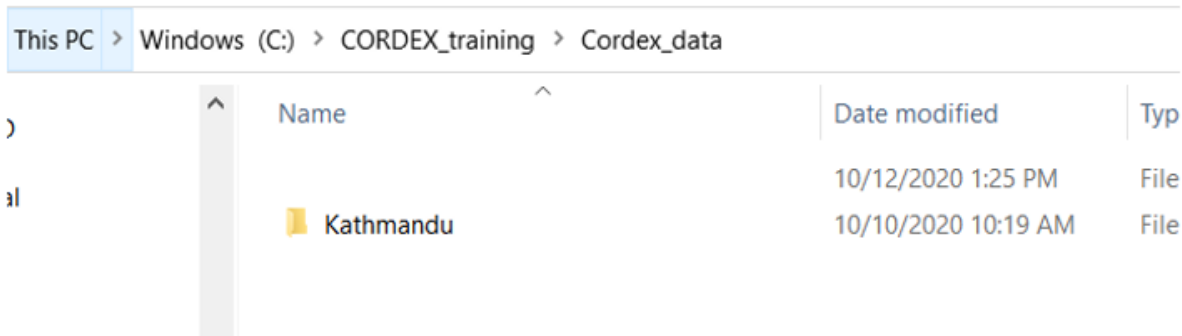 This PC > Windows (C:) > CORDEX_training > Cordex_data
Name Date modified Typ
al 10/12/2020 1:25 PM File
Kathmandu 10/10/2020 10:19 AM File